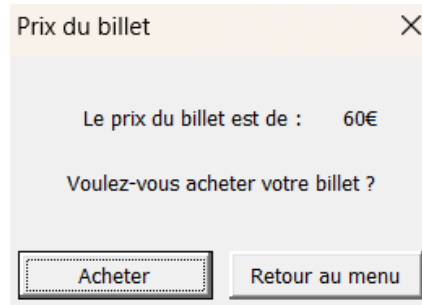 Prix du billet
Le prix du billet est de : 60€
Voulez-vous acheter votre billet ?
Acheter Retour au menu